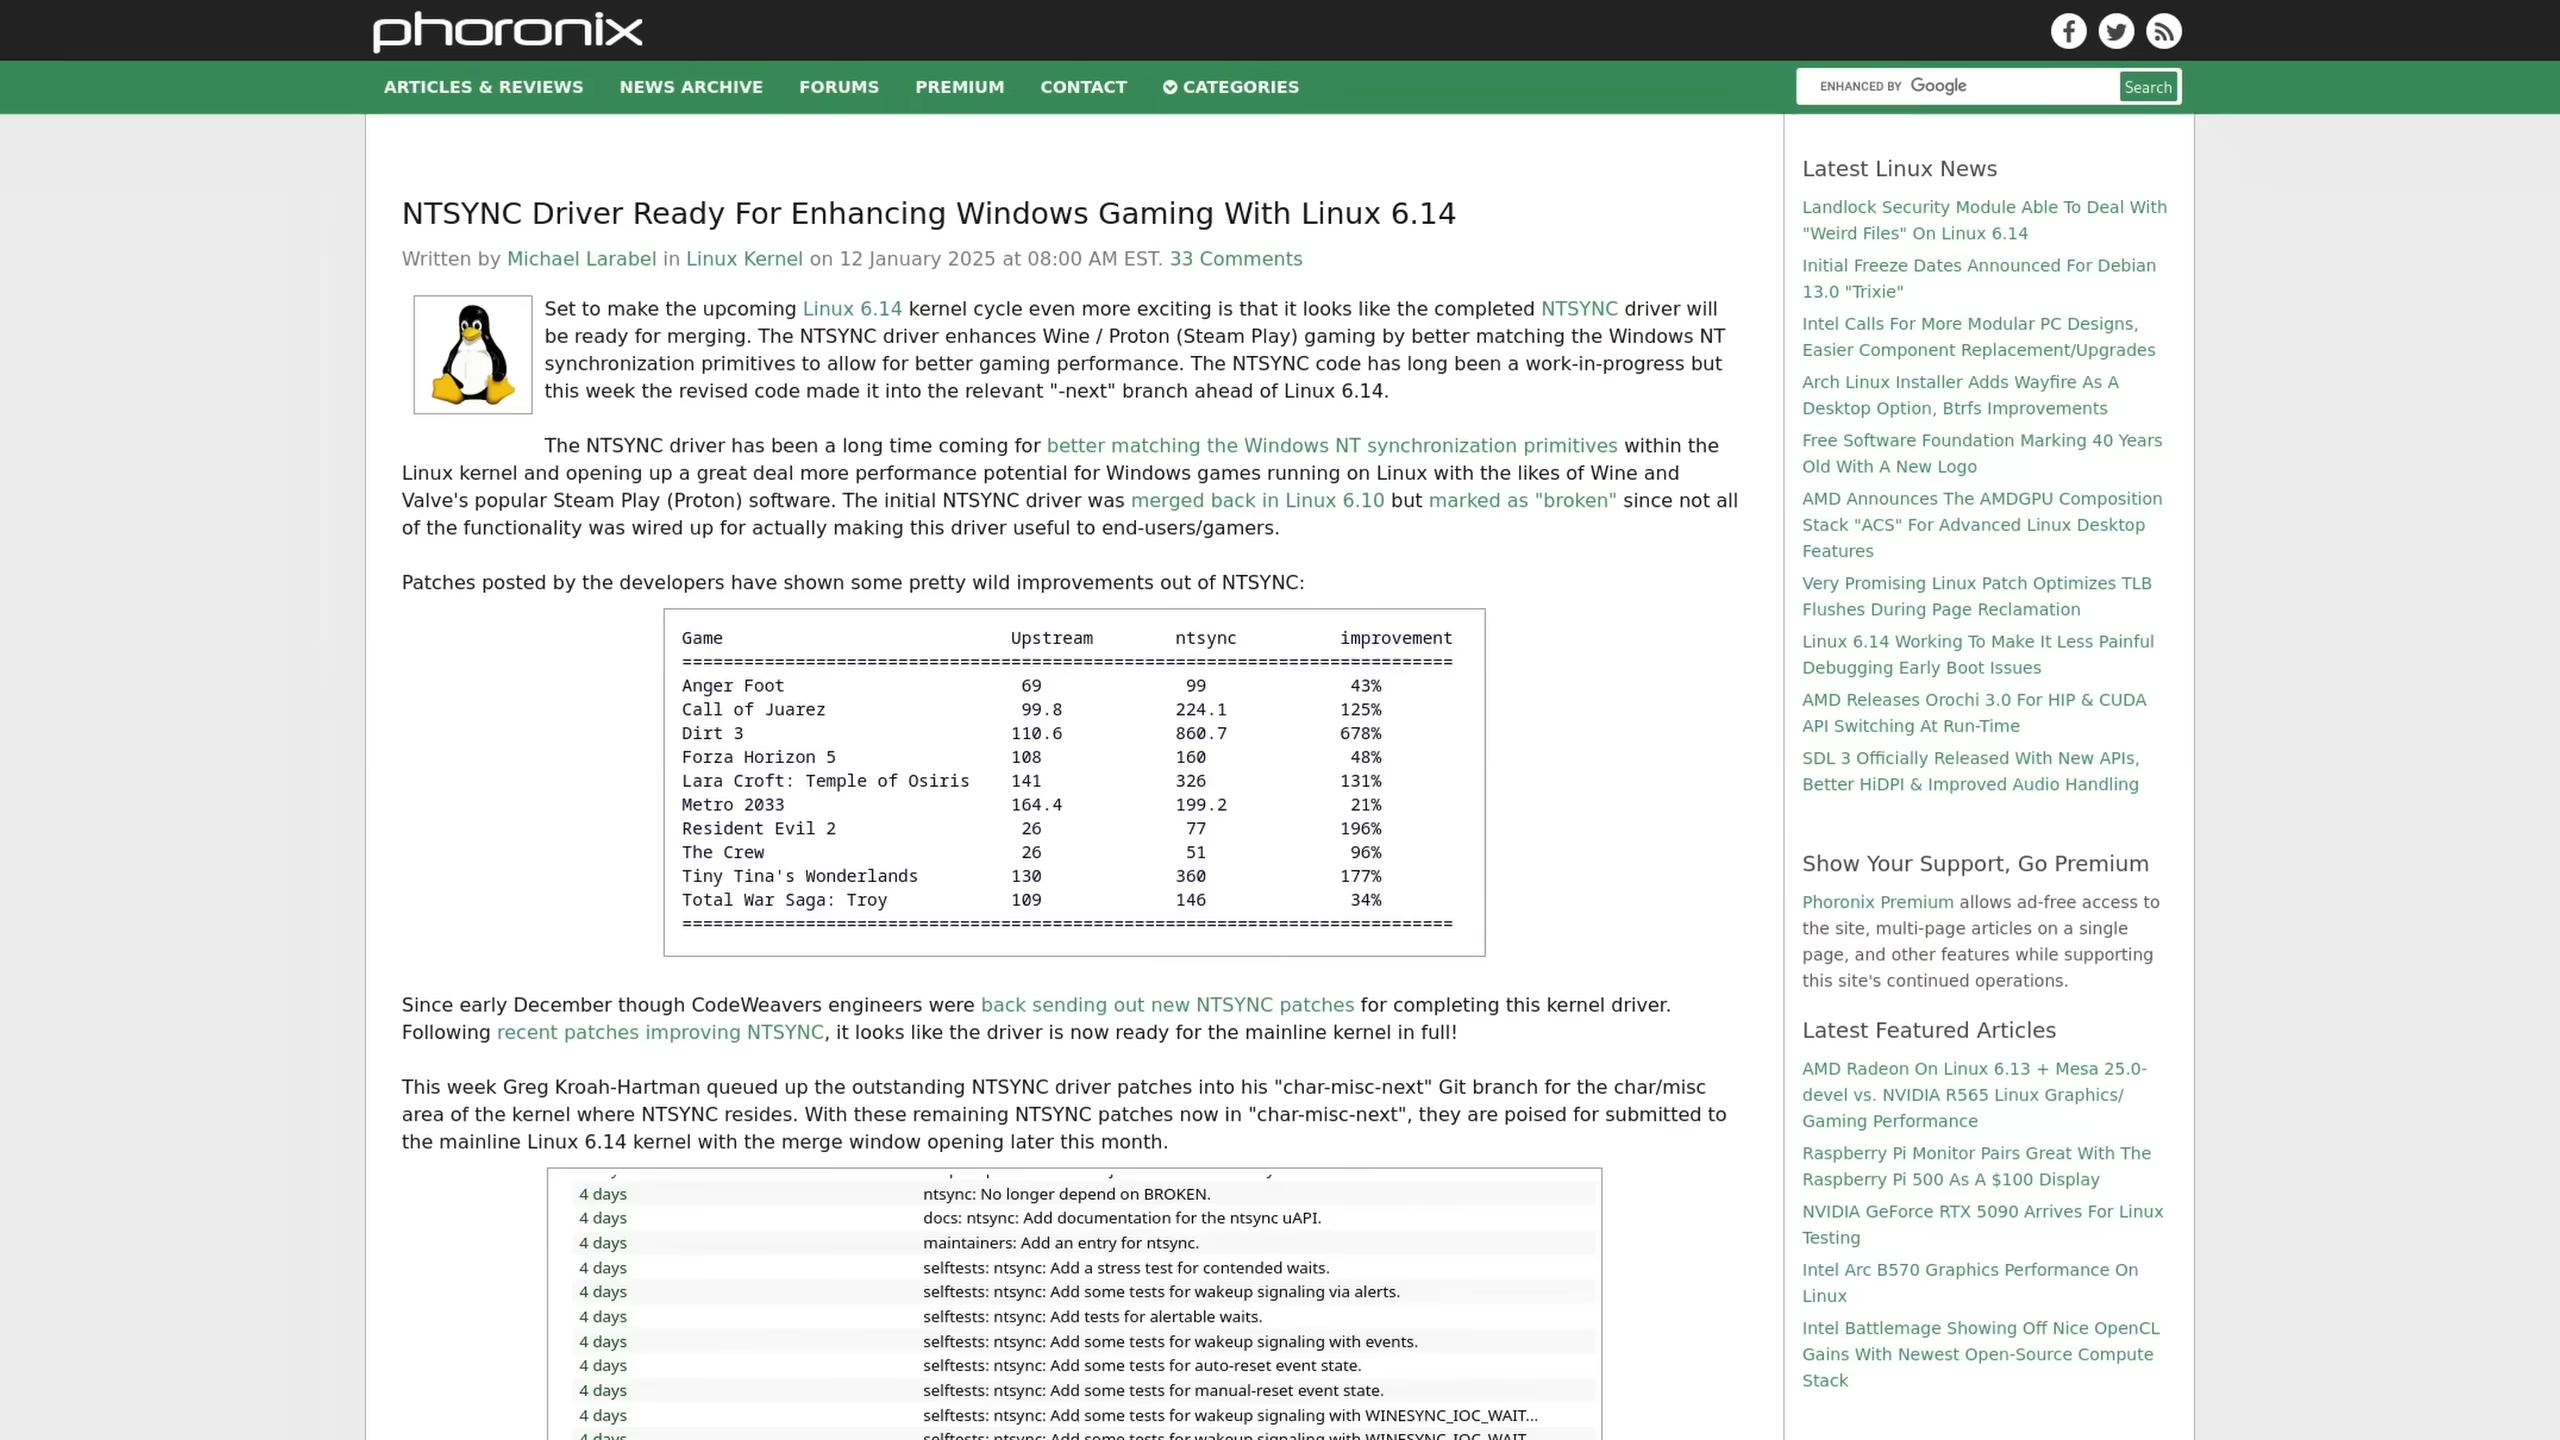 phoronix
ARTICLES & REVIEWS NEWS ARCHIVE FORUMS PREMIUM CONTACT CATEGORIES
ENHANCED BY Google Search
NTSYNC Driver Ready For Enhancing Windows Gaming With Linux 6.14
Written by Michael Larabel in Linux Kernel on 12 January 2025 at 08:00 AM EST. 33 Comments
Set to make the upcoming Linux 6.14 kernel cycle even more exciting is that it looks like the completed NTSYNC driver will
be ready for merging. The NTSYNC driver enhances Wine / Proton (Steam Play) gaming by better matching the Windows NT
synchronization primitives to allow for better gaming performance. The NTSYNC code has long been a work-in-progress but
this week the revised code made it into the relevant "-next" branch ahead of Linux 6.14.
The NTSYNC driver has been a long time coming for better matching the Windows NT synchronization primitives within the
Linux kernel and opening up a great deal more performance potential for Windows games running on Linux with the likes of Wine and
Valve's popular Steam Play (Proton) software. The initial NTSYNC driver was merged back in Linux 6.10 but marked as "broken" since not all
of the functionality was wired up for actually making this driver useful to end-users/gamers.
Patches posted by the developers have shown some pretty wild improvements out of NTSYNC:
Game Upstream ntsync improvement
===========================================================================
Anger Foot 69 99 43%
Call of Juarez 99.8 224.1 125%
Dirt 3 110.6 860.7 678%
Forza Horizon 5 108 160 48%
Lara Croft: Temple of Osiris 141 326 131%
Metro 2033 164.4 199.2 21%
Resident Evil 2 26 77 196%
The Crew 26 51 96%
Tiny Tina's Wonderlands 130 360 177%
Total War Saga: Troy 109 146 34%
===========================================================================
Since early December though CodeWeavers engineers were back sending out new NTSYNC patches for completing this kernel driver.
Following recent patches improving NTSYNC, it looks like the driver is now ready for the mainline kernel in full!
This week Greg Kroah-Hartman queued up the outstanding NTSYNC driver patches into his "char-misc-next" Git branch for the char/misc
area of the kernel where NTSYNC resides. With these remaining NTSYNC patches now in "char-misc-next", they are poised for submitted to
the mainline Linux 6.14 kernel with the merge window opening later this month.
4 days ntsync: No longer depend on BROKEN.
4 days docs: ntsync: Add documentation for the ntsync uAPI.
4 days maintainers: Add an entry for ntsync.
4 days selftests: ntsync: Add a stress test for contended waits.
4 days selftests: ntsync: Add some tests for wakeup signaling via alerts.
4 days selftests: ntsync: Add tests for alertable waits.
4 days selftests: ntsync: Add some tests for wakeup signaling with events.
4 days selftests: ntsync: Add some tests for auto-reset event state.
4 days selftests: ntsync: Add some tests for manual-reset event state.
4 days selftests: ntsync: Add some tests for wakeup signaling with WINESYNC_IOC_WAIT...
4 days selftests: ntsync: Add some tests for wakeup signaling with WINESYNC_IOC_WAIT...
Latest Linux News
Landlock Security Module Able To Deal With
"Weird Files" On Linux 6.14
Initial Freeze Dates Announced For Debian
13.0 "Trixie"
Intel Calls For More Modular PC Designs,
Easier Component Replacement/Upgrades
Arch Linux Installer Adds Wayfire As A
Desktop Option, Btrfs Improvements
Free Software Foundation Marking 40 Years
Old With A New Logo
AMD Announces The AMDGPU Composition
Stack "ACS" For Advanced Linux Desktop
Features
Very Promising Linux Patch Optimizes TLB
Flushes During Page Reclamation
Linux 6.14 Working To Make It Less Painful
Debugging Early Boot Issues
AMD Releases Orochi 3.0 For HIP & CUDA
API Switching At Run-Time
SDL 3 Officially Released With New APIs,
Better HiDPI & Improved Audio Handling
Show Your Support, Go Premium
Phoronix Premium allows ad-free access to
the site, multi-page articles on a single
page, and other features while supporting
this site's continued operations.
Latest Featured Articles
AMD Radeon On Linux 6.13 + Mesa 25.0-
devel vs. NVIDIA R565 Linux Graphics/
Gaming Performance
Raspberry Pi Monitor Pairs Great With The
Raspberry Pi 500 As A $100 Display
NVIDIA GeForce RTX 5090 Arrives For Linux
Testing
Intel Arc B570 Graphics Performance On
Linux
Intel Battlemage Showing Off Nice OpenCL
Gains With Newest Open-Source Compute
Stack